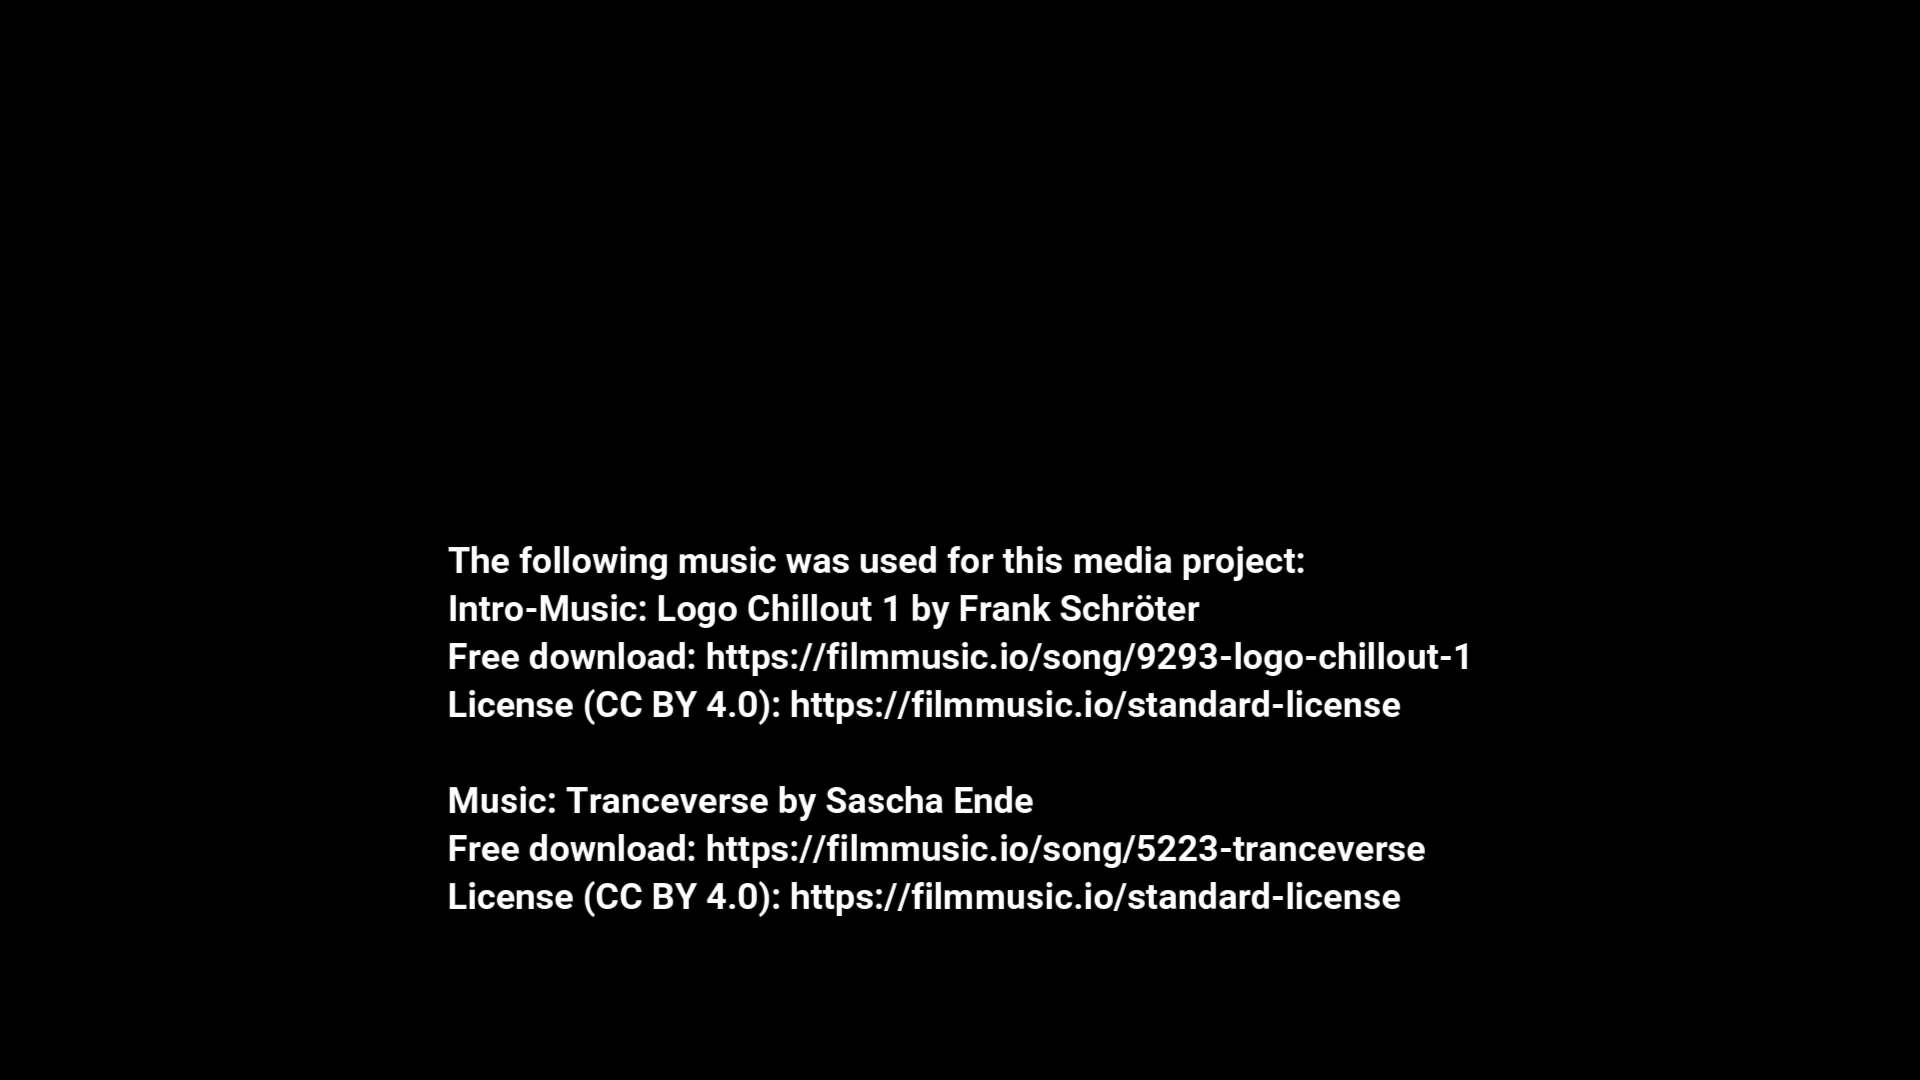 The following music was used for this media project:
Intro-Music: Logo Chillout 1 by Frank Schröter
Free download: https://filmmusic.io/song/9293-logo-chillout-1
License (CC BY 4.0): https://filmmusic.io/standard-license
Music: Tranceverse by Sascha Ende
Free download: https://filmmusic.io/song/5223-tranceverse
License (CC BY 4.0): https://filmmusic.io/standard-license